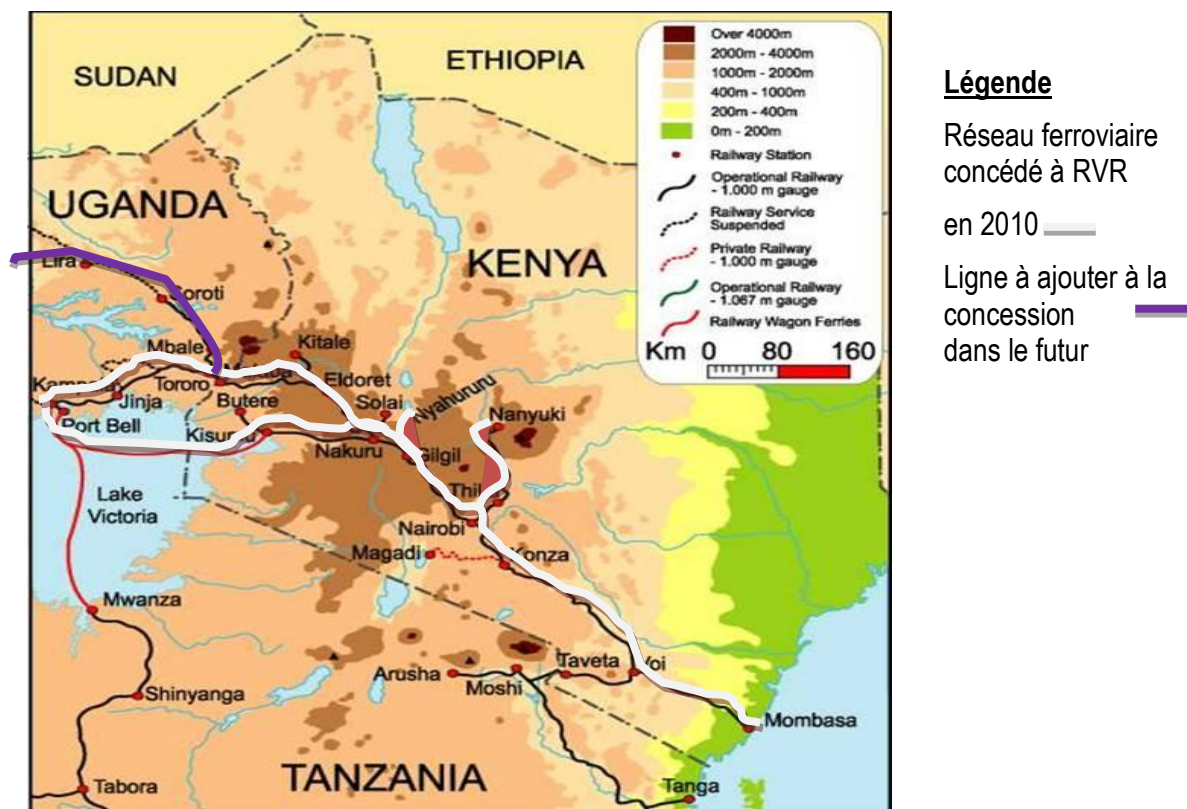 SUDAN
ETHIOPIA
UGANDA
KENYA
TANZANIA
Over 4000m
2000m - 4000m
1000m - 2000m
400m - 1000m
200m - 400m
0m - 200m
Railway Station
Operational Railway
- 1.000 m gauge
Railway Service
Suspended
Private Railway
- 1.000 m gauge
Operational Railway
- 1.067 m gauge
Railway Wagon Ferries
Km 0 80 160
Lira
Soroti
Mbale
Kitale
Tororo
Eldoret
Jinja
Butere
Solai
Nyahururu
Nanyuki
Port Bell
Kisumu
Nakuru
Gilgil
Lake
Victoria
Nairobi
Magadi
Konza
Mwanza
Arusha
Moshi
Taveta
Voi
Shinyanga
Mombasa
Tabora
Tanga
Légende
Réseau ferroviaire
concédé à RVR
en 2010
Ligne à ajouter à la
concession
dans le futur